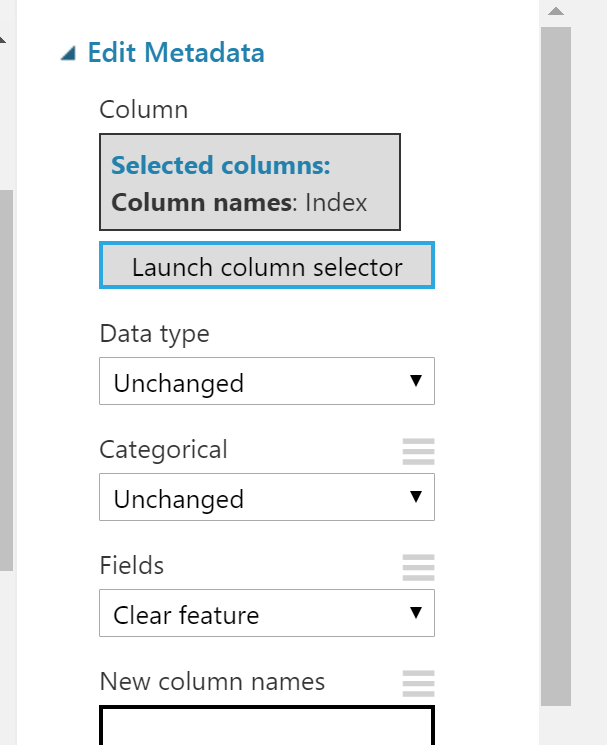 Edit Metadata
Column
Selected columns:
Column names: Index
Launch column selector
Data type
Unchanged
Categorical
Unchanged
Fields
Clear feature
New column names